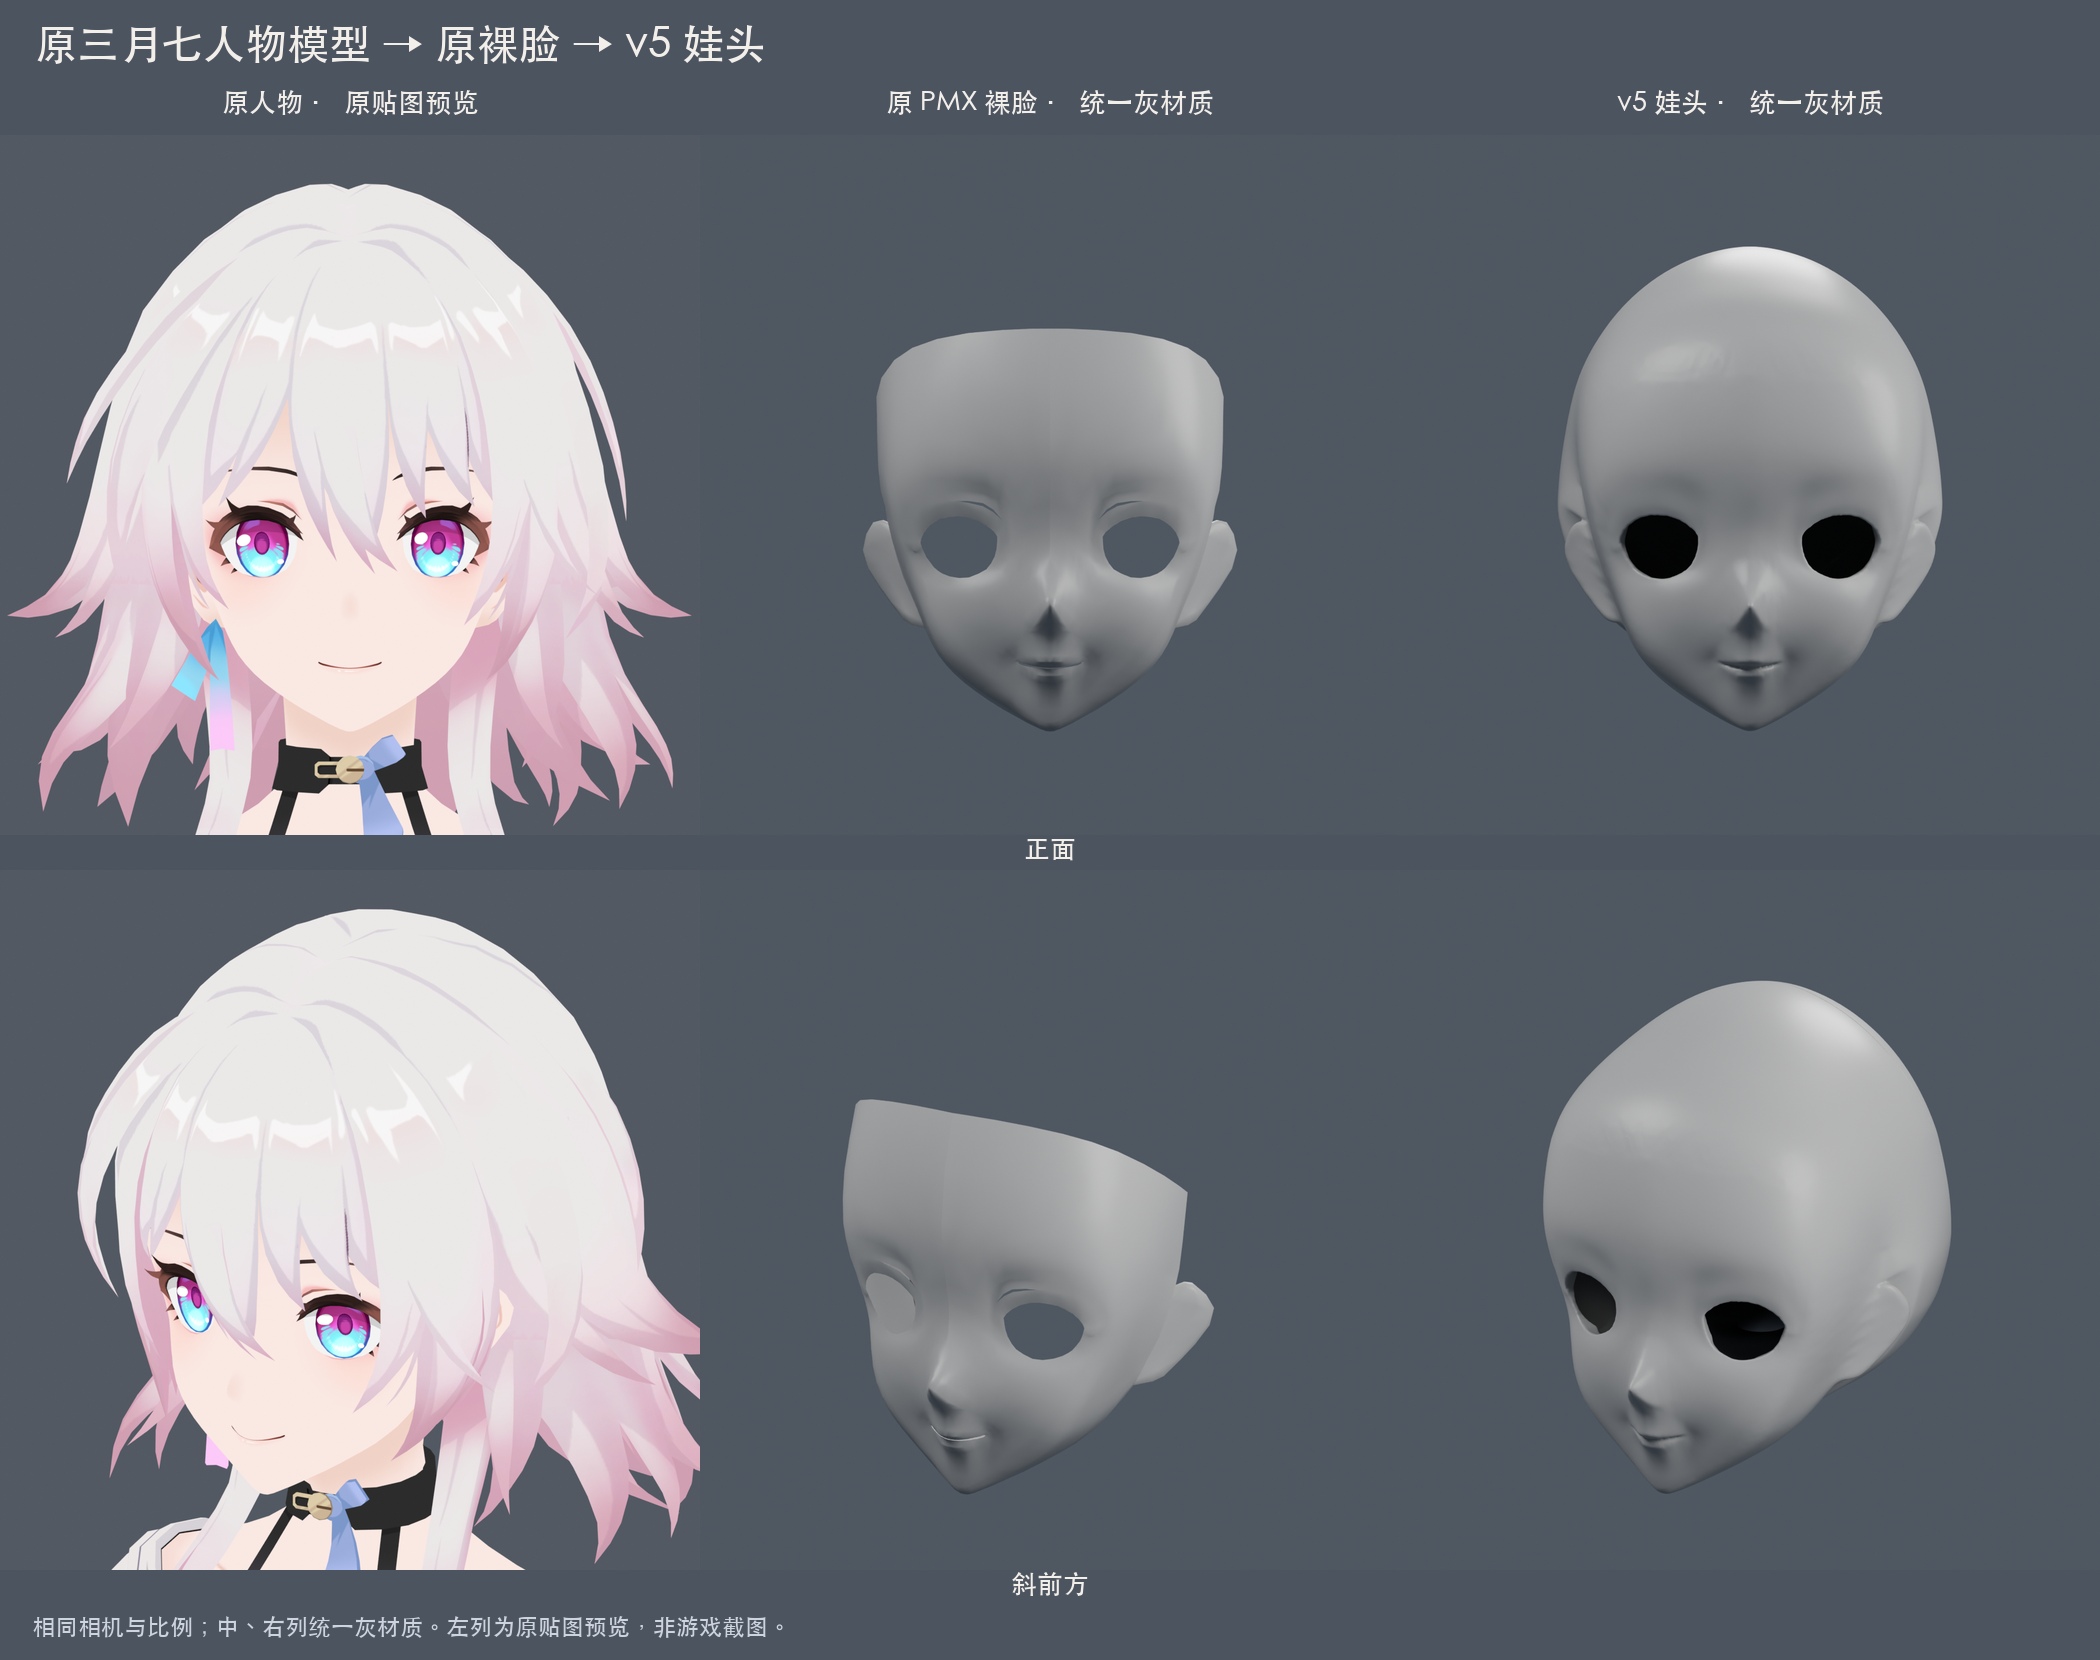 原三月七人物模型 → 原裸脸 → v5 娃头
原人物 · 原贴图预览
原 PMX 裸脸 · 统一灰材质
v5 娃头 · 统一灰材质
正面
斜前方
相同相机与比例；中、右列统一灰材质。左列为原贴图预览，非游戏截图。